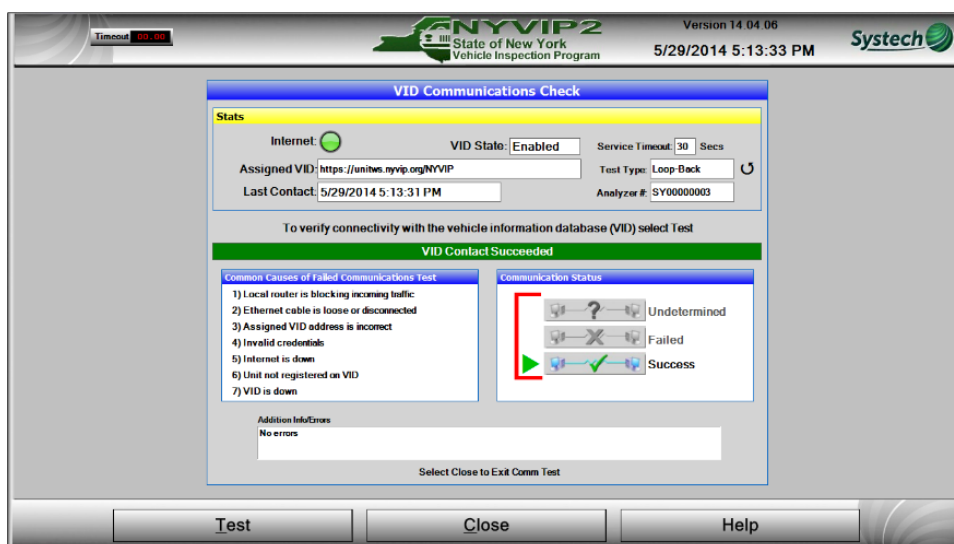 Timeout 00:00
NYVIP2
State of New York
Vehicle Inspection Program
Version 14.04.06
5/29/2014 5:13:33 PM
Systech
VID Communications Check
Stats
Internet:
VID State: Enabled
Service Timeout: 30 Secs
Assigned VID: https://unitws.nyvip.org/NYVIP
Test Type: Loop-Back
Last Contact: 5/29/2014 5:13:31 PM
Analyzer #: SY00000003
To verify connectivity with the vehicle information database (VID) select Test
VID Contact Succeeded
Common Causes of Failed Communications Test
1) Local router is blocking incoming traffic
2) Ethernet cable is loose or disconnected
3) Assigned VID address is incorrect
4) Invalid credentials
5) Internet is down
6) Unit not registered on VID
7) VID is down
Communication Status
Undetermined
Failed
Success
Addition Info/Errors
No errors
Select Close to Exit Comm Test
Test
Close
Help